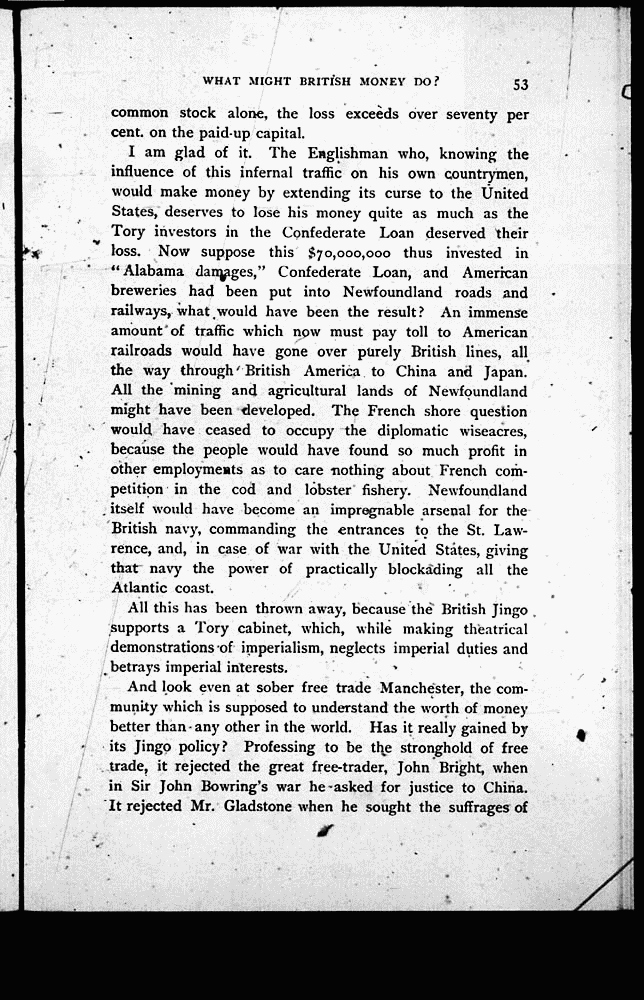 WHAT MIGHT BRITISH MONEY DO? 53
common stock alone, the loss exceeds over seventy per
cent. on the paid-up capital.
I am glad of it. The Englishman who, knowing the
influence of this infernal traffic on his own countrymen,
would make money by extending its curse to the United
States, deserves to lose his money quite as much as the
Tory investors in the Confederate Loan deserved their
loss. Now suppose this $70,000,000 thus invested in
“Alabama damages,” Confederate Loan, and American
breweries had been put into Newfoundland roads and
railways, what would have been the result? An immense
amount of traffic which now must pay toll to American
railroads would have gone over purely British lines, all
the way through British America to China and Japan.
All the mining and agricultural lands of Newfoundland
might have been developed. The French shore question
would have ceased to occupy the diplomatic wiseacres,
because the people would have found so much profit in
other employments as to care nothing about French com-
petition in the cod and lobster fishery. Newfoundland
itself would have become an impregnable arsenal for the
British navy, commanding the entrances to the St. Law-
rence, and, in case of war with the United States, giving
that navy the power of practically blockading all the
Atlantic coast.
All this has been thrown away, because the British Jingo
supports a Tory cabinet, which, while making theatrical
demonstrations of imperialism, neglects imperial duties and
betrays imperial interests.
And look even at sober free trade Manchester, the com-
munity which is supposed to understand the worth of money
better than any other in the world. Has it really gained by
its Jingo policy? Professing to be the stronghold of free
trade, it rejected the great free-trader, John Bright, when
in Sir John Bowring's war he asked for justice to China.
It rejected Mr. Gladstone when he sought the suffrages of